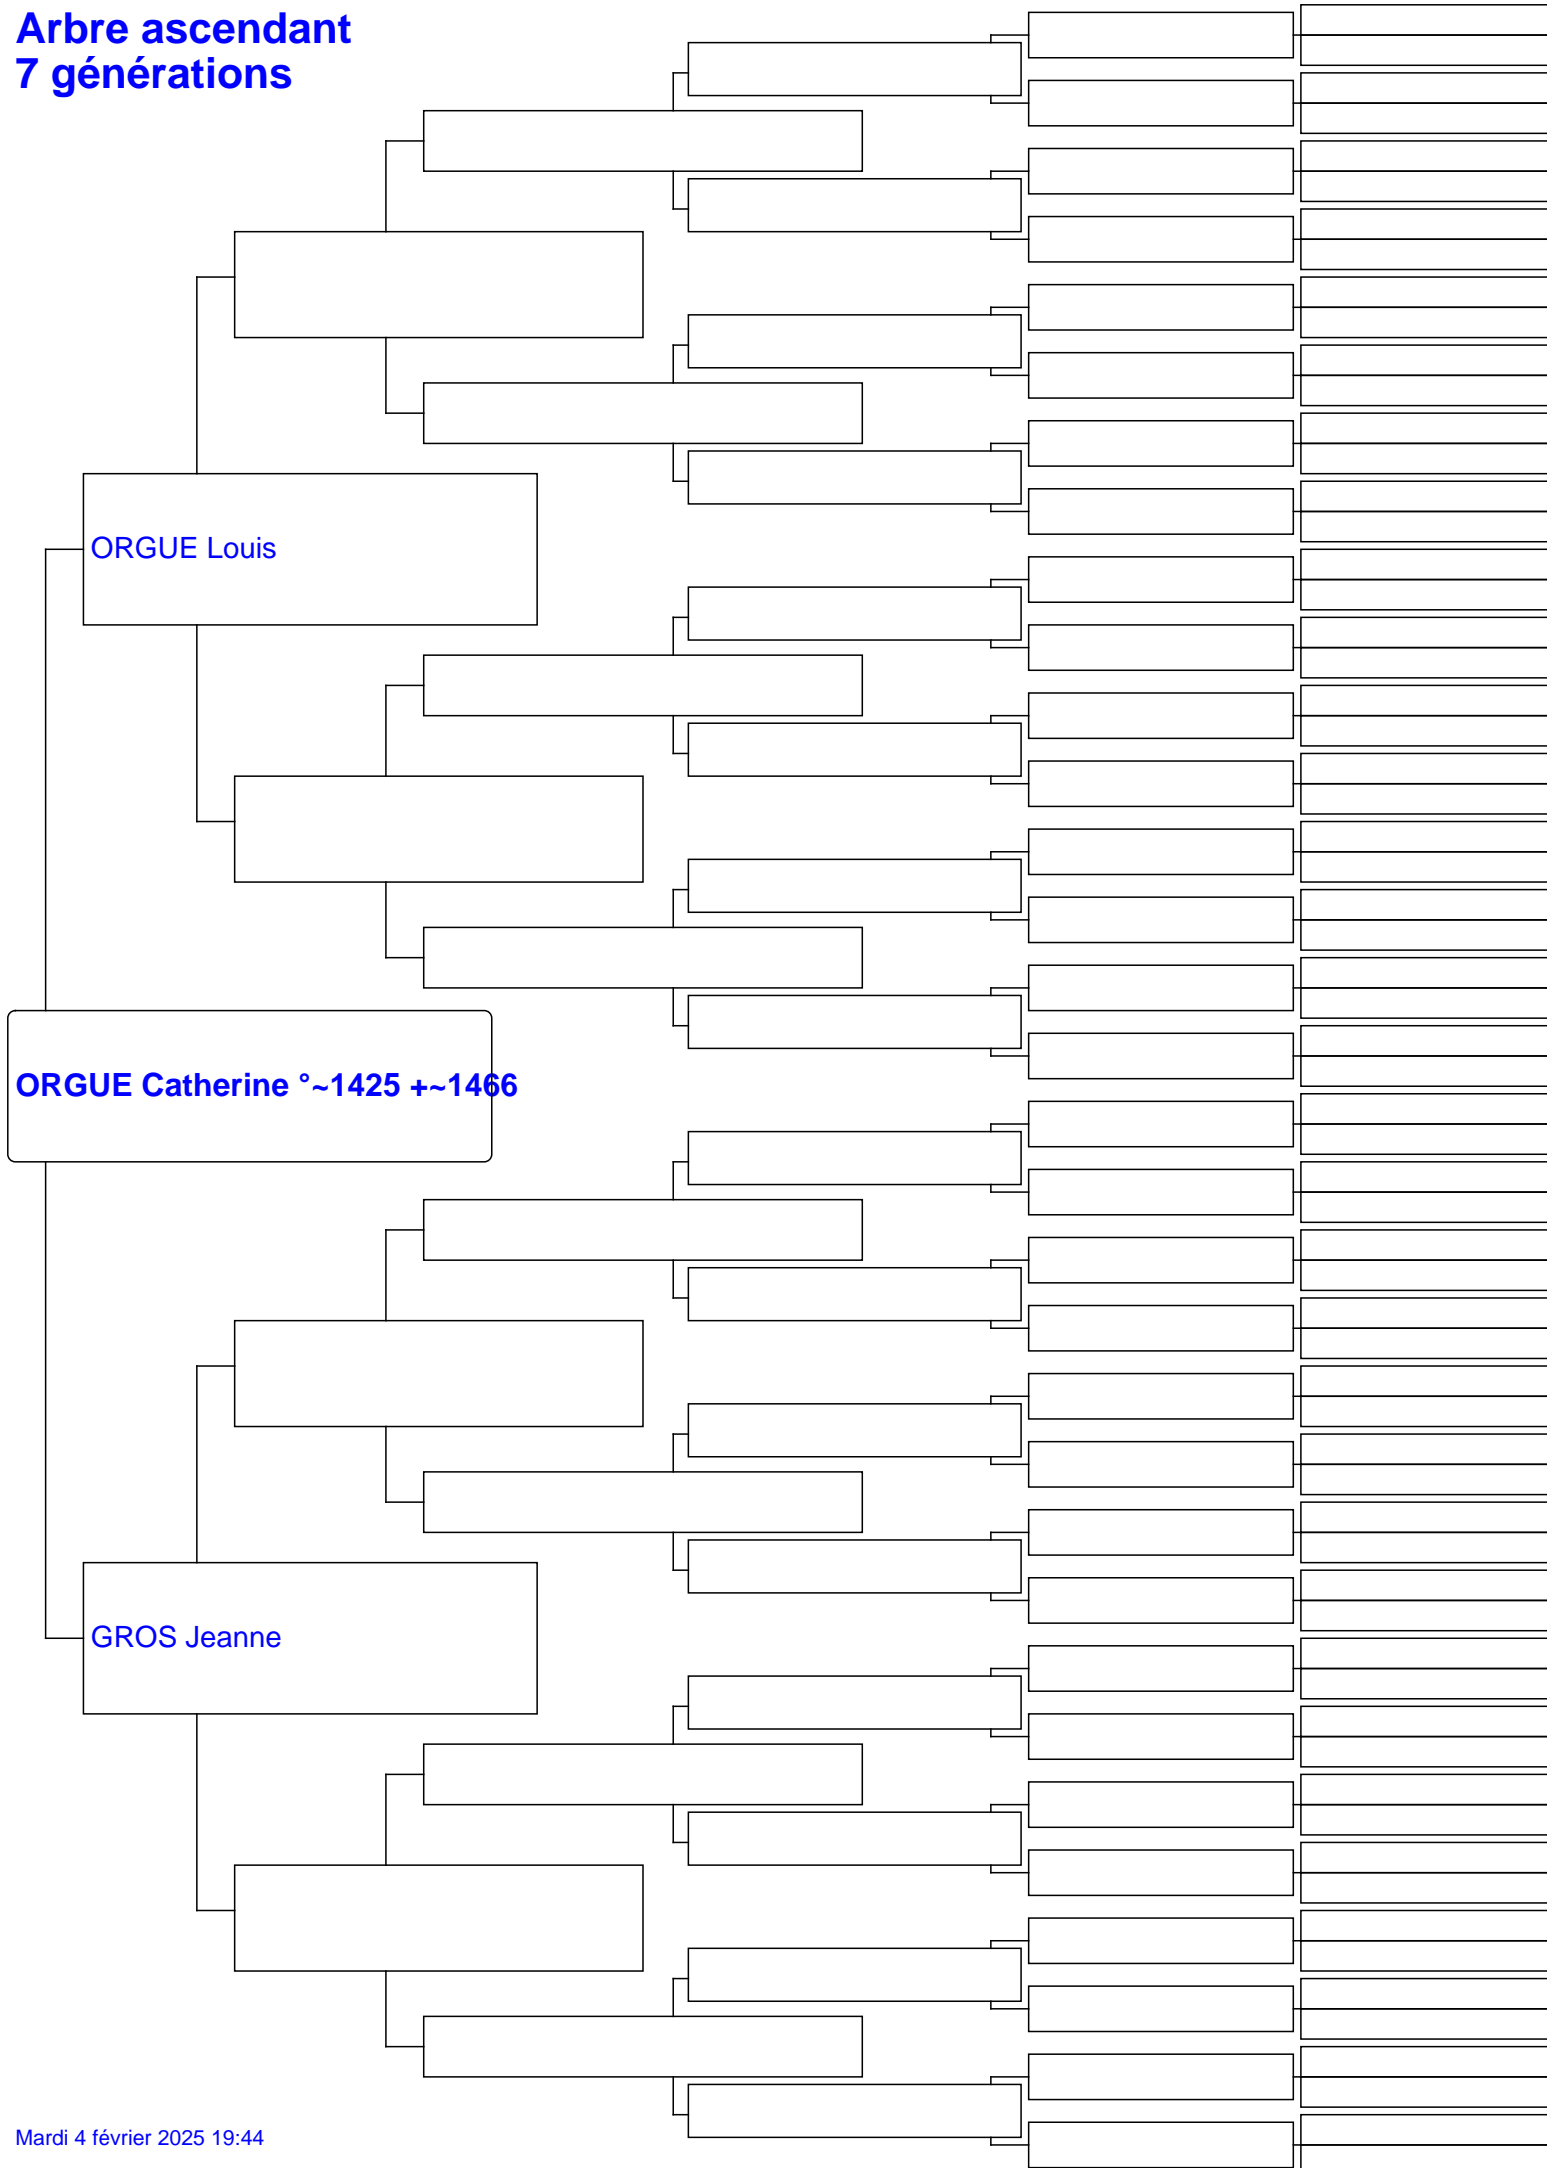 Arbre ascendant
7 générations
ORGUE Louis
ORGUE Catherine °~1425 +~1466
GROS Jeanne
Mardi 4 février 2025 19:44